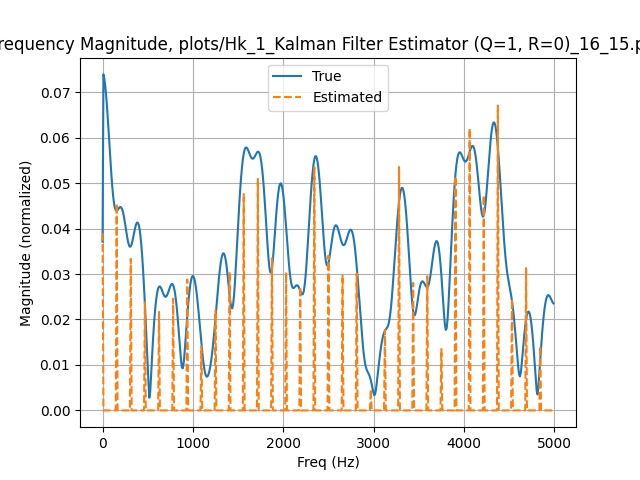 requency Magnitude, plots/Hk_1_Kalman Filter Estimator (Q=1, R=0)_16_15.p
True
Estimated
0.07
0.06
0.05
0.04
0.03
0.02
0.01
0.00
Magnitude (normalized)
0
1000
2000
3000
4000
5000
Freq (Hz)